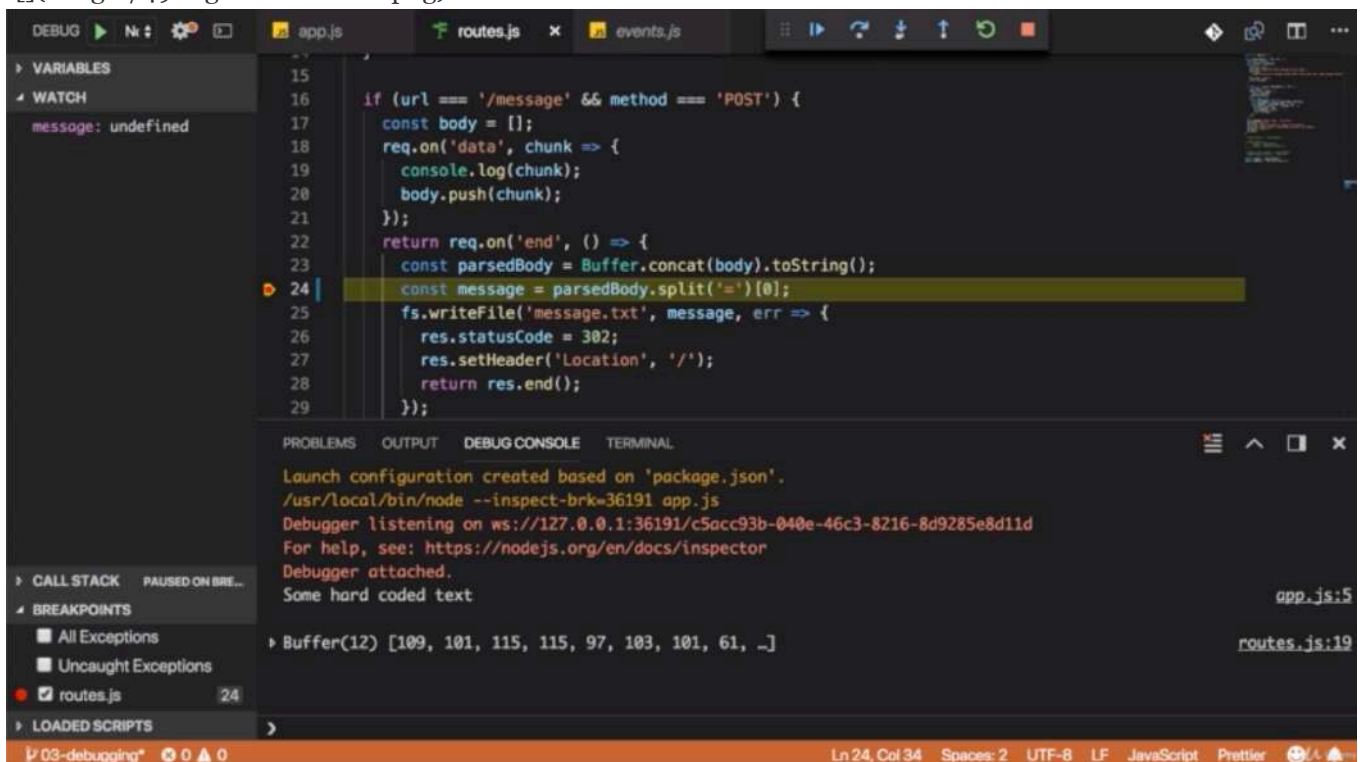 DEBUG
app.js
routes.js ×
events.js
VARIABLES
WATCH
message: undefined
15
16 if (url === '/message' && method === 'POST') {
17 const body = [];
18 req.on('data', chunk => {
19 console.log(chunk);
20 body.push(chunk);
21 });
22 return req.on('end', () => {
23 const parsedBody = Buffer.concat(body).toString();
24 const message = parsedBody.split('=')[0];
25 fs.writeFile('message.txt', message, err => {
26 res.statusCode = 302;
27 res.setHeader('Location', '/');
28 return res.end();
29 });
PROBLEMS OUTPUT DEBUG CONSOLE TERMINAL
Launch configuration created based on 'package.json'.
/usr/local/bin/node --inspect-brk=36191 app.js
Debugger listening on ws://127.0.0.1:36191/c5acc93b-040e-46c3-8216-8d9285e8d11d
For help, see: https://nodejs.org/en/docs/inspector
Debugger attached.
Some hard coded text app.js:5
Buffer(12) [109, 101, 115, 115, 97, 103, 101, 61, …] routes.js:19
CALL STACK PAUSED ON BRE...
BREAKPOINTS
All Exceptions
Uncaught Exceptions
routes.js 24
LOADED SCRIPTS
03-debugging* 0 0
Ln 24, Col 34 Spaces: 2 UTF-8 LF JavaScript Prettier